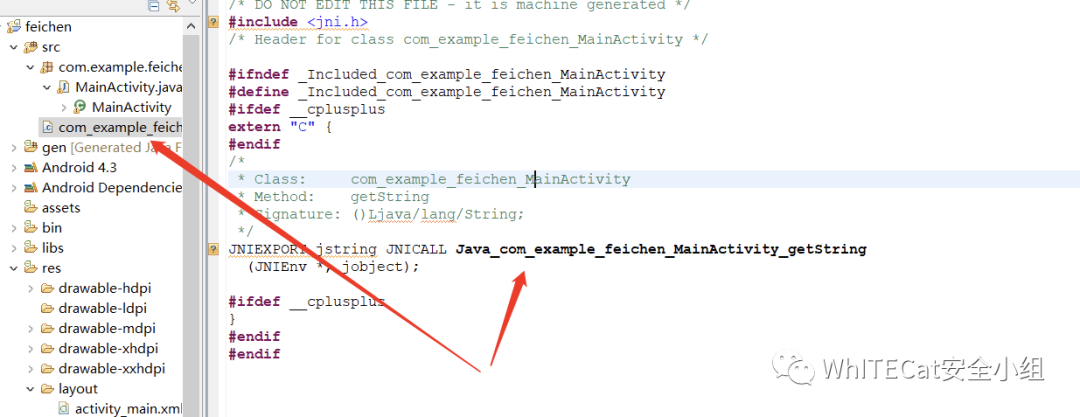 feichen
src
com.example.feiche
MainActivity.java
MainActivity
com_example_feich
gen [Generated Java F
Android 4.3
Android Dependencie
assets
bin
libs
res
drawable-hdpi
drawable-ldpi
drawable-mdpi
drawable-xhdpi
drawable-xxhdpi
layout
activity_main.xml
/* DO NOT EDIT THIS FILE - it is machine generated */
#include <jni.h>
/* Header for class com_example_feichen_MainActivity */
#ifndef _Included_com_example_feichen_MainActivity
#define _Included_com_example_feichen_MainActivity
#ifdef __cplusplus
extern "C" {
#endif
/*
* Class:     com_example_feichen_MainActivity
* Method:    getString
* Signature: ()Ljava/lang/String;
*/
JNIEXPORT jstring JNICALL Java_com_example_feichen_MainActivity_getString
(JNIEnv *, jobject);
#ifdef __cplusplus
}
#endif
#endif
WhITECat安全小组